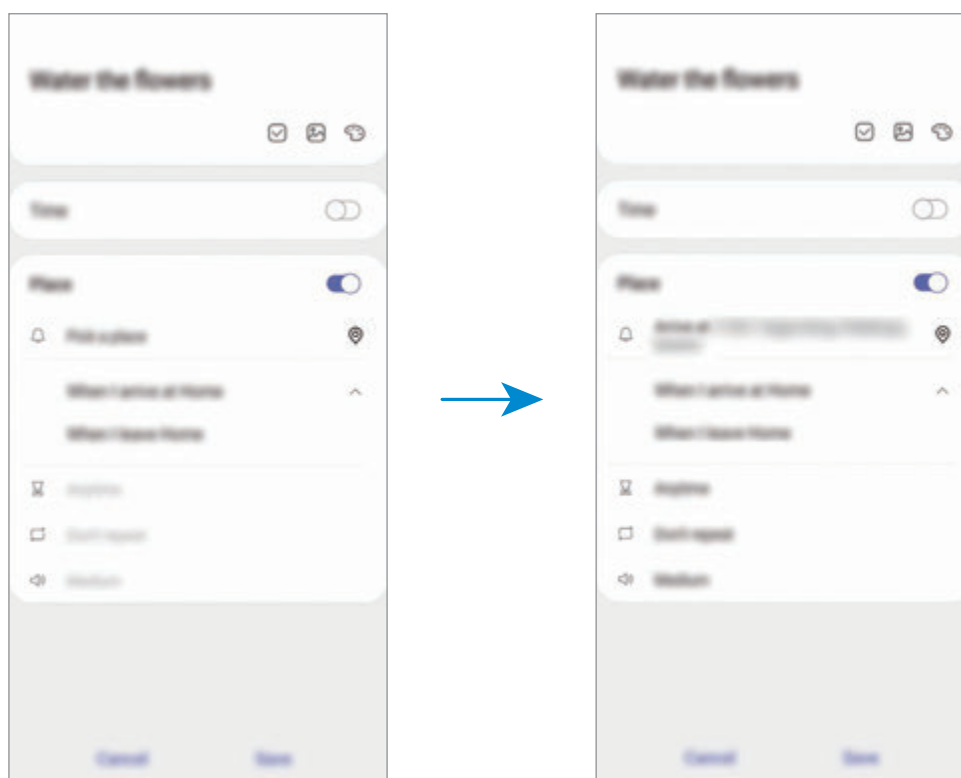 Water the flowers
Time
Place
Pick a place
When I arrive at Home
When I leave Home
Anytime
Don't repeat
Medium
Cancel
Save
Water the flowers
Time
Place
Arrive at
When I arrive at Home
When I leave Home
Anytime
Don't repeat
Medium
Cancel
Save